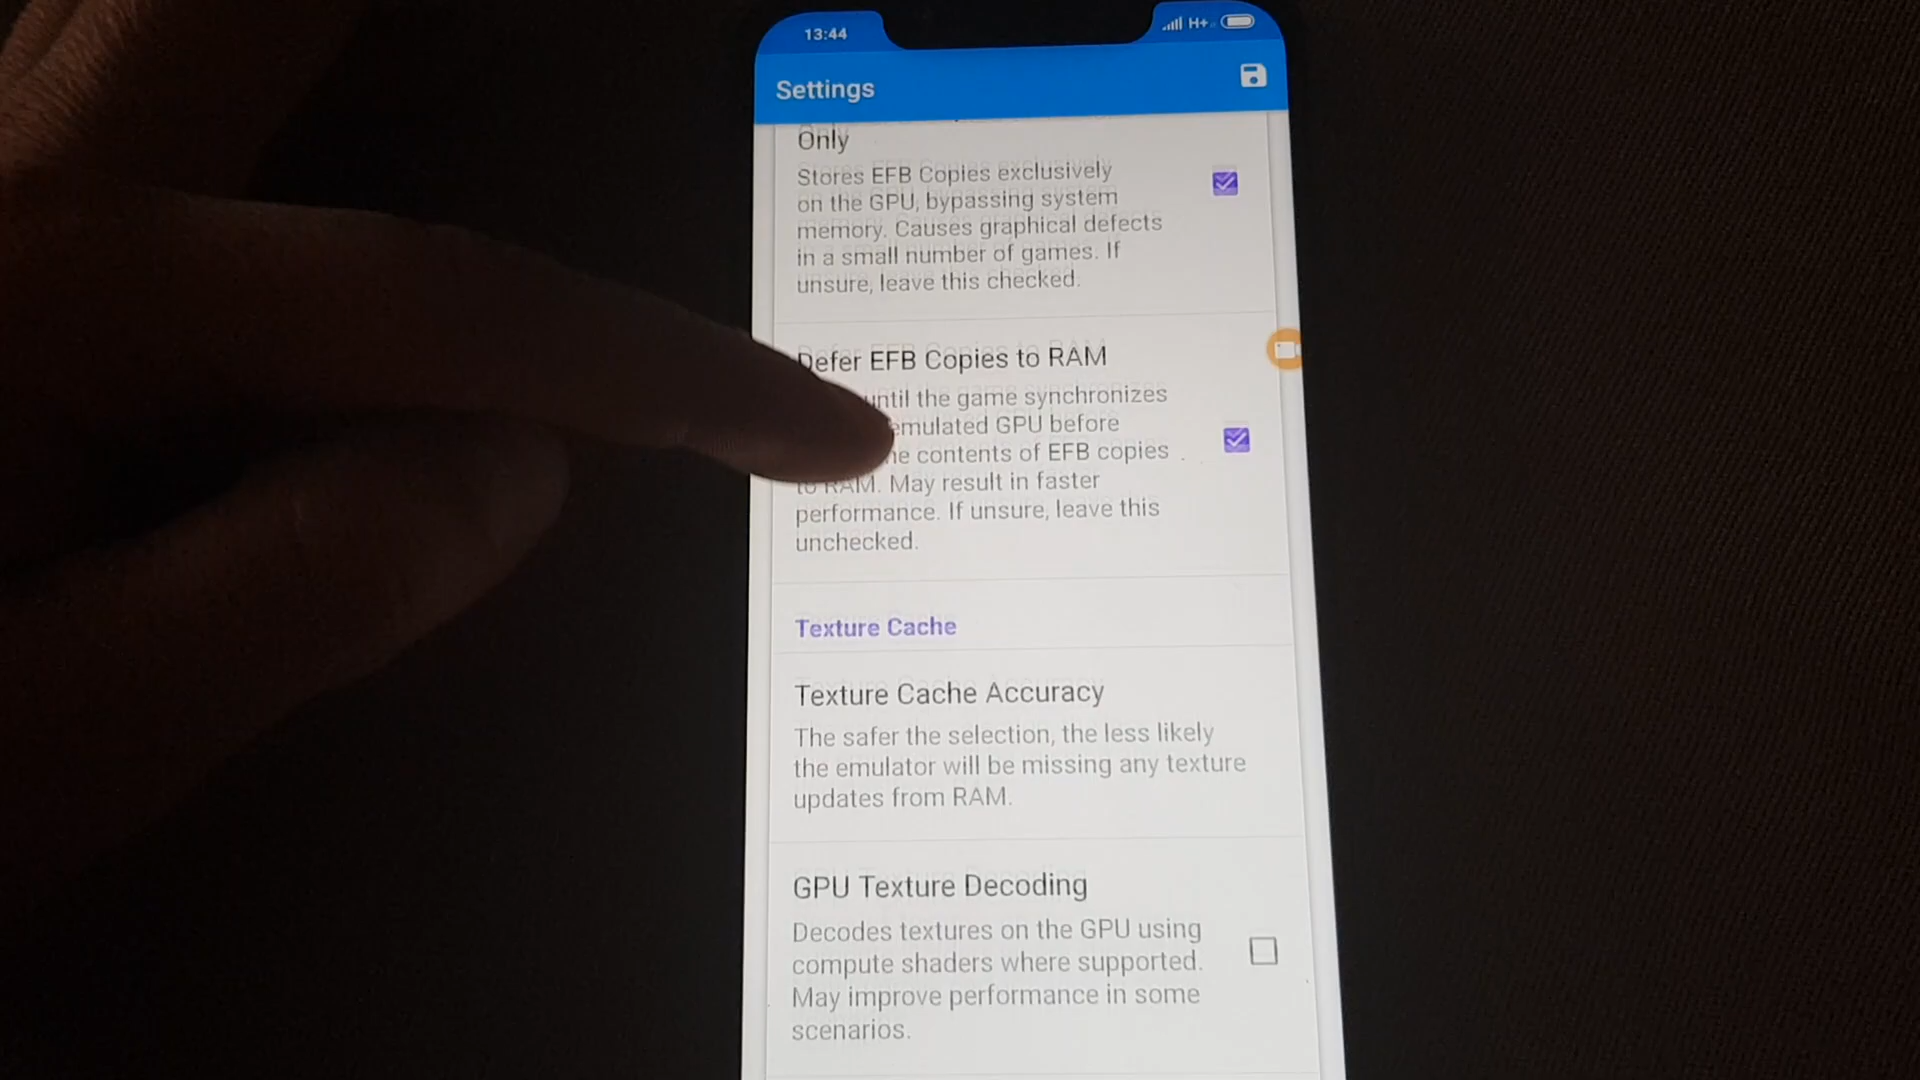 13:44
H+
Settings
Only
Stores EFB Copies exclusively
on the GPU, bypassing system
memory. Causes graphical defects
in a small number of games. If
unsure, leave this checked.
Defer EFB Copies to RAM
until the game synchronizes
emulated GPU before
contents of EFB copies
to RAM. May result in faster
performance. If unsure, leave this
unchecked.
Texture Cache
Texture Cache Accuracy
The safer the selection, the less likely
the emulator will be missing any texture
updates from RAM.
GPU Texture Decoding
Decodes textures on the GPU using
compute shaders where supported.
May improve performance in some
scenarios.